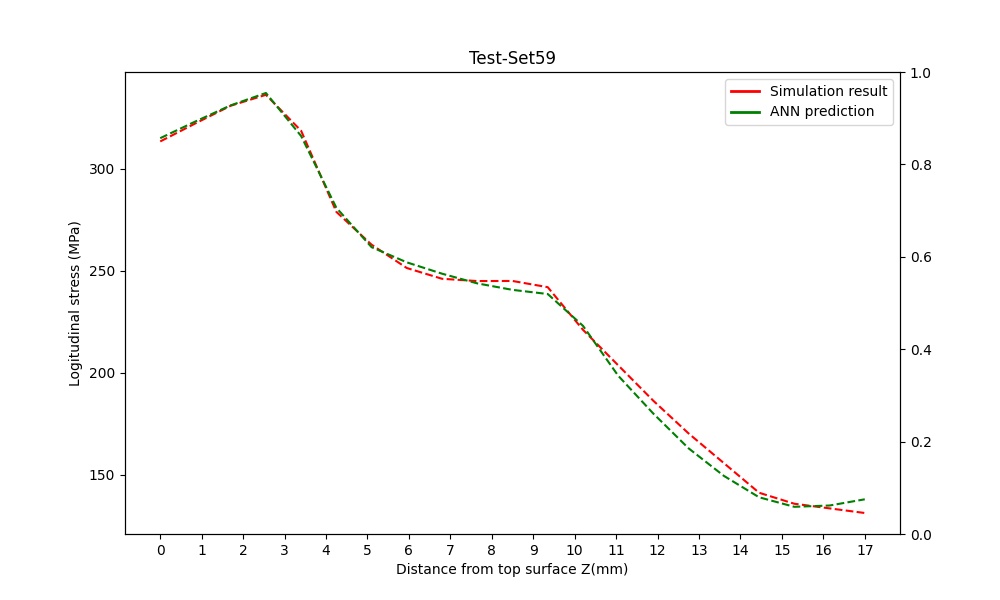 Test-Set59
Simulation result
ANN prediction
Logitudinal stress (MPa)
300
250
200
150
1.0
0.8
0.6
0.4
0.2
0.0
0 1 2 3 4 5 6 7 8 9 10 11 12 13 14 15 16 17
Distance from top surface Z(mm)